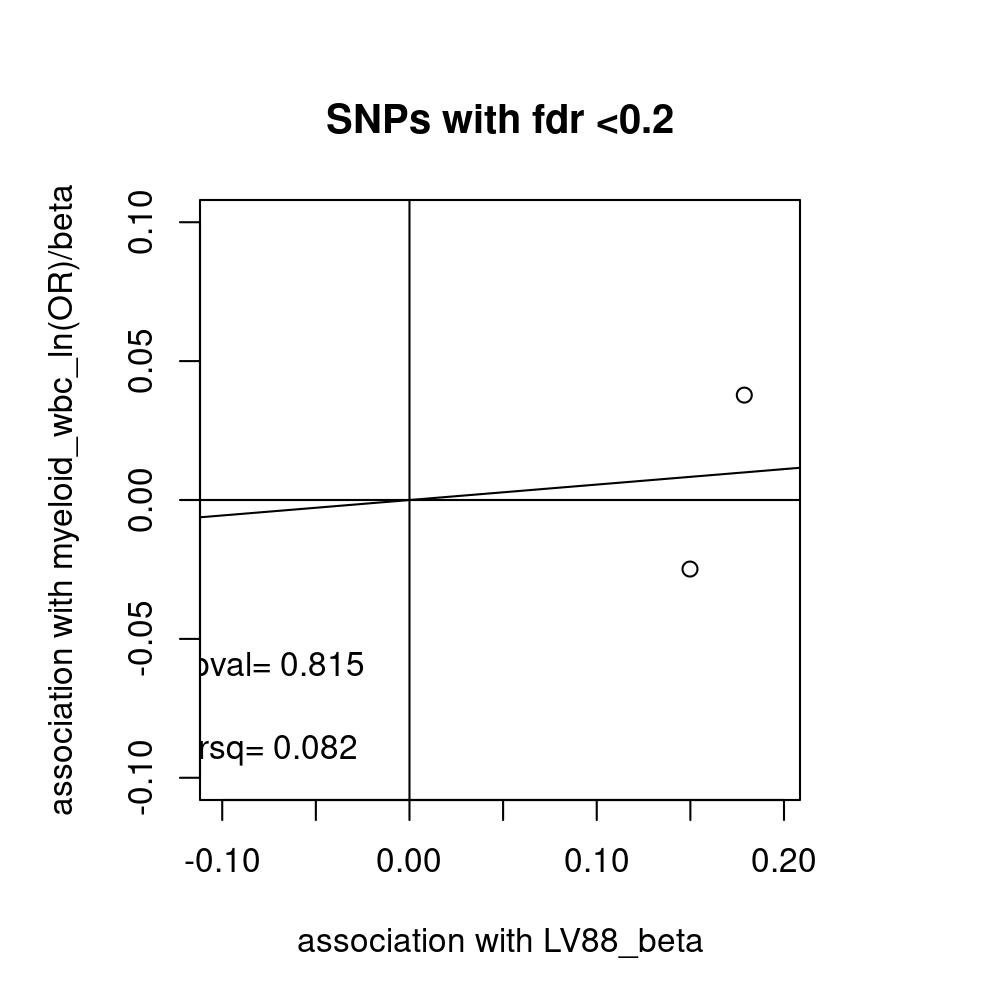 SNPs with fdr <0.2
association with myeloid_wbc_ln(OR)/beta
0.10
0.05
0.00
-0.05
-0.10
pval= 0.815
rsq= 0.082
-0.10 0.00 0.10 0.20
association with LV88_beta